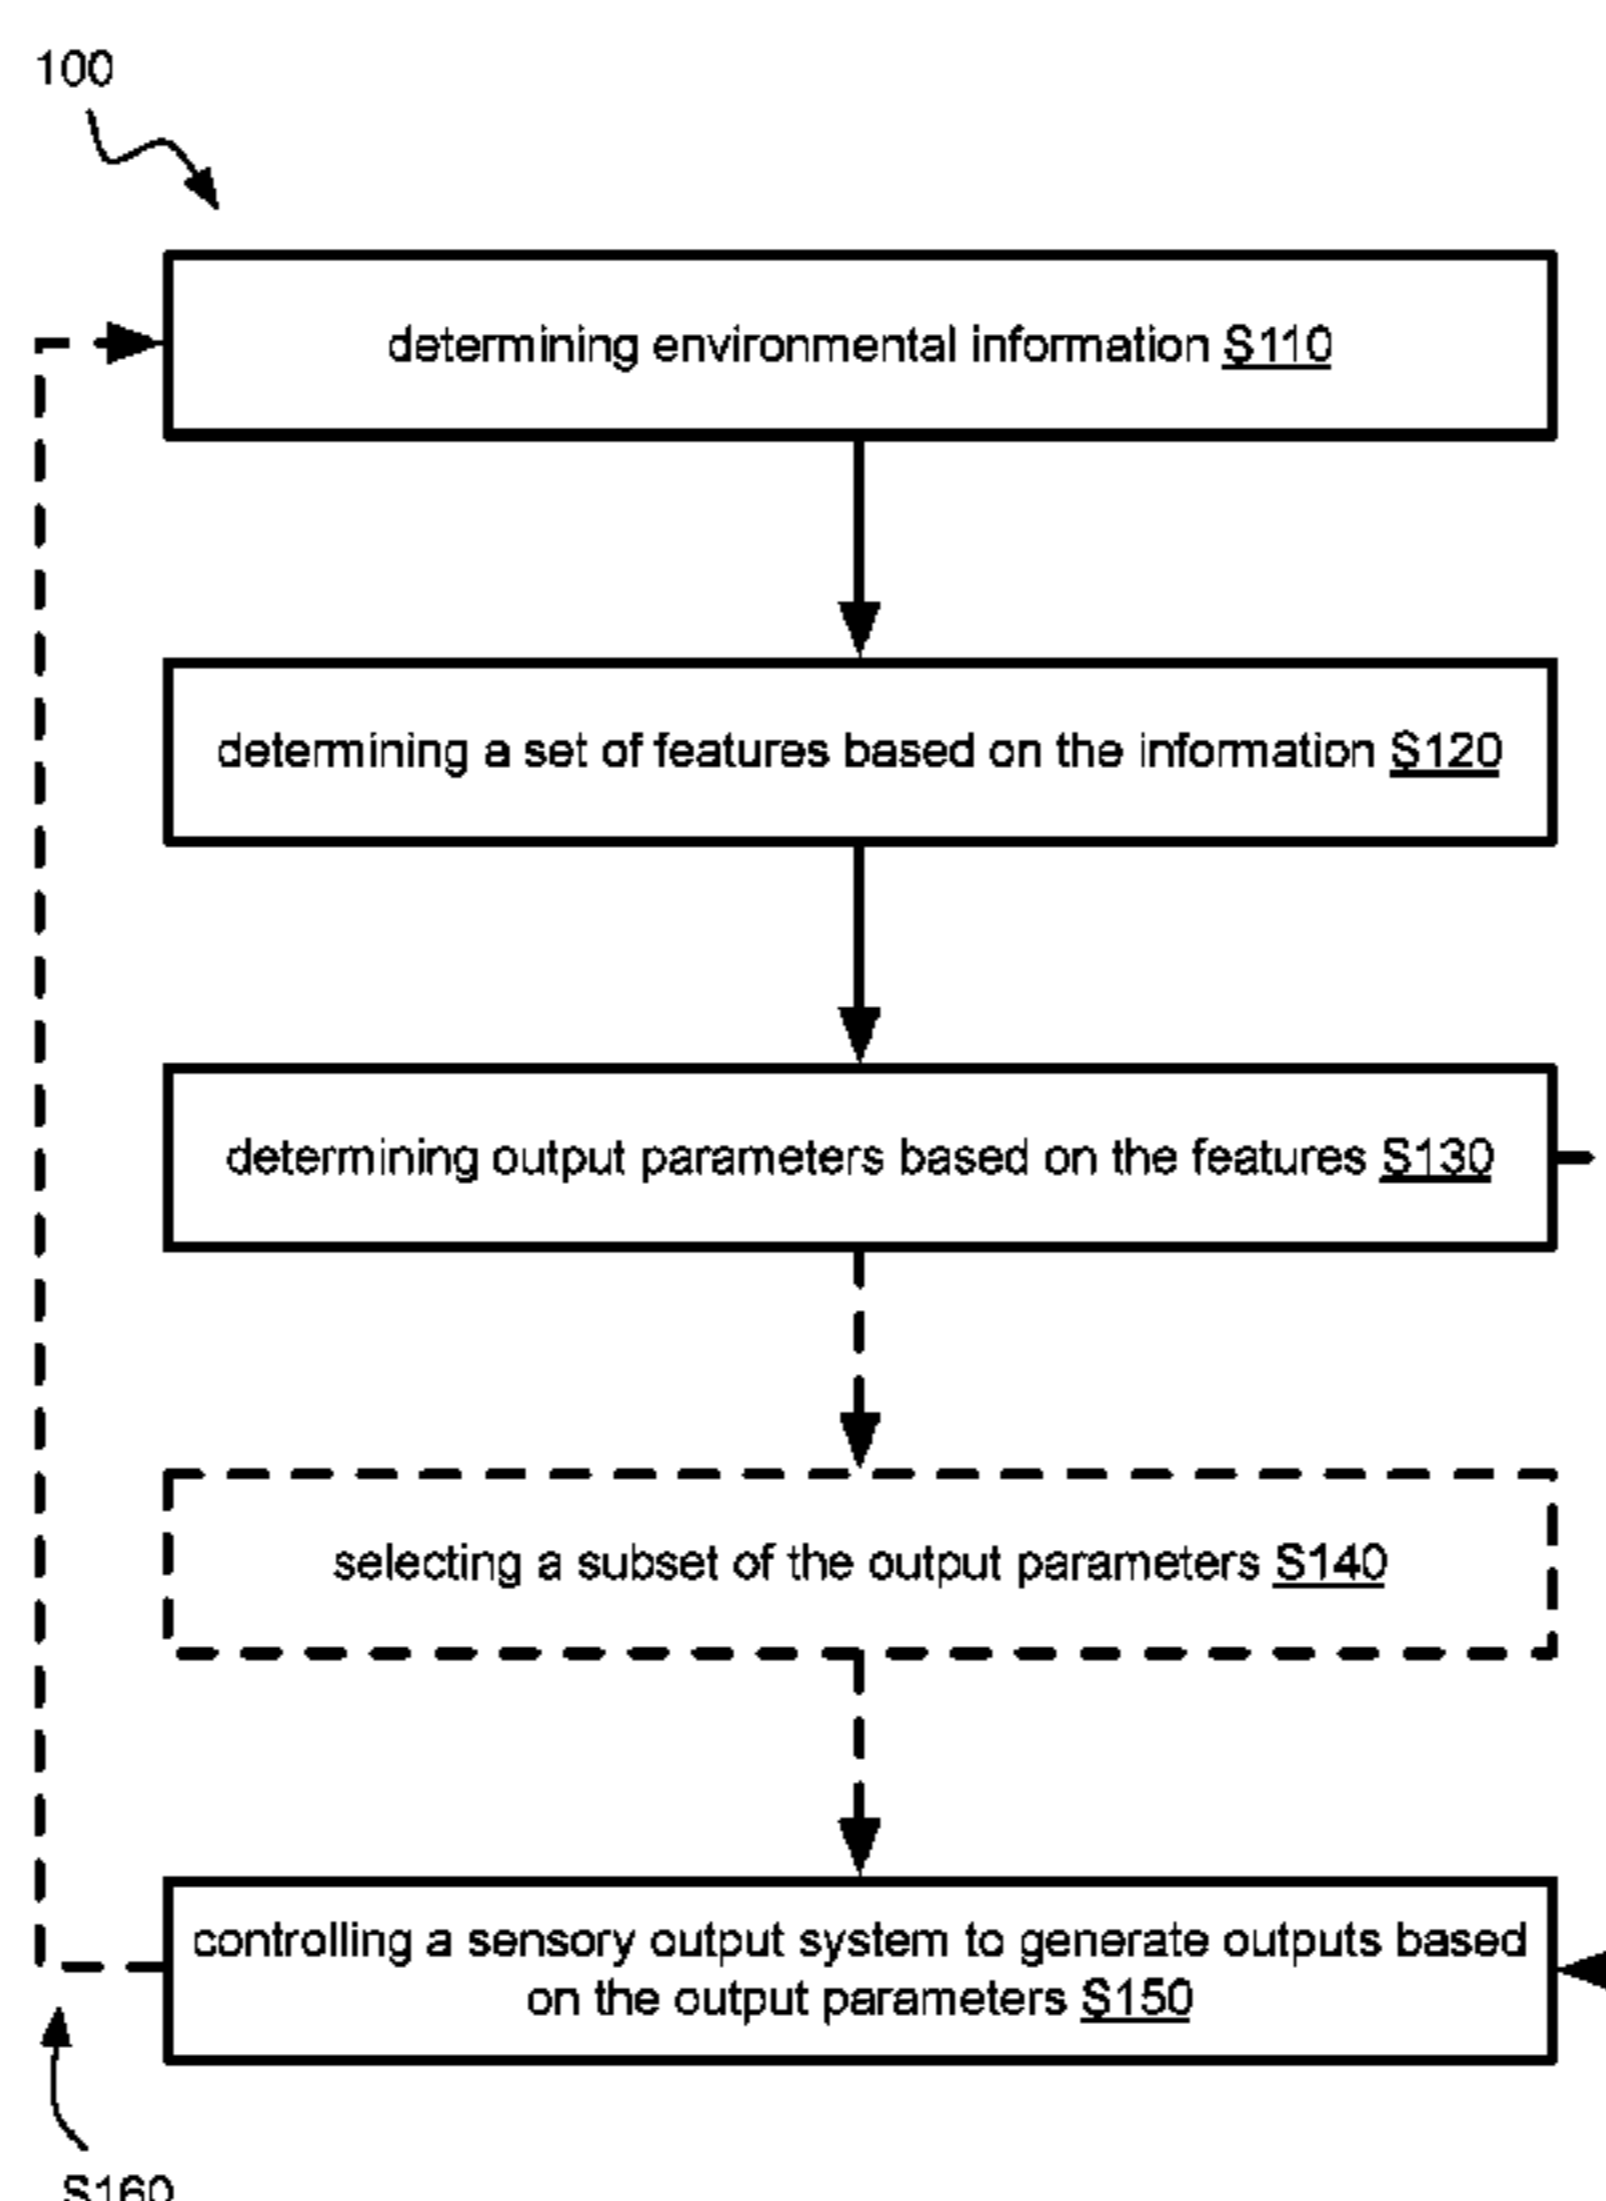 100
determining environmental information S110
determining a set of features based on the information S120
determining output parameters based on the features S130
selecting a subset of the output parameters S140
controlling a sensory output system to generate outputs based
on the output parameters S150
S160